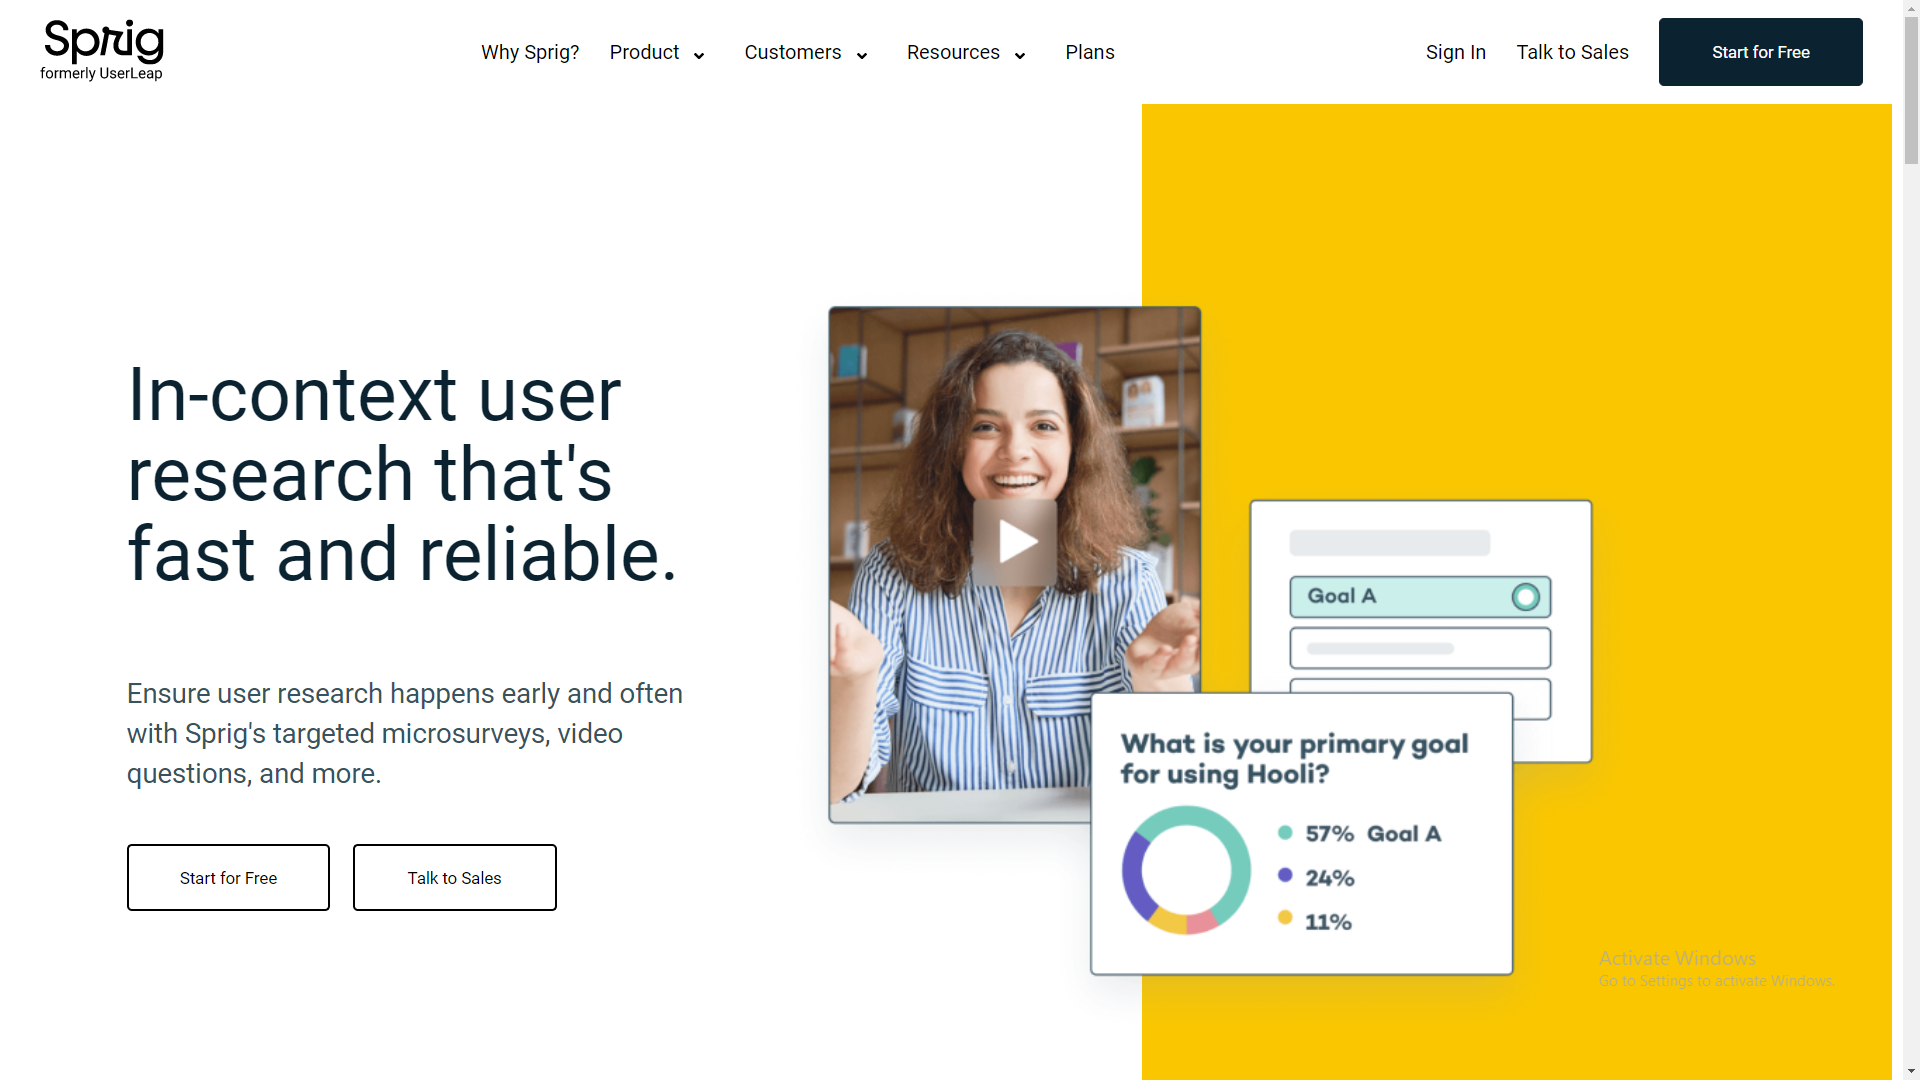 Sprig
formerly UserLeap
Why Sprig?
Product
Customers
Resources
Plans
Sign In
Talk to Sales
Start for Free
In-context user
research that's
fast and reliable.
Ensure user research happens early and often
with Sprig's targeted microsurveys, video
questions, and more.
Start for Free
Talk to Sales
Goal A
What is your primary goal
for using Hooli?
57% Goal A
24%
11%
Activate Windows
Go to Settings to activate Windows.